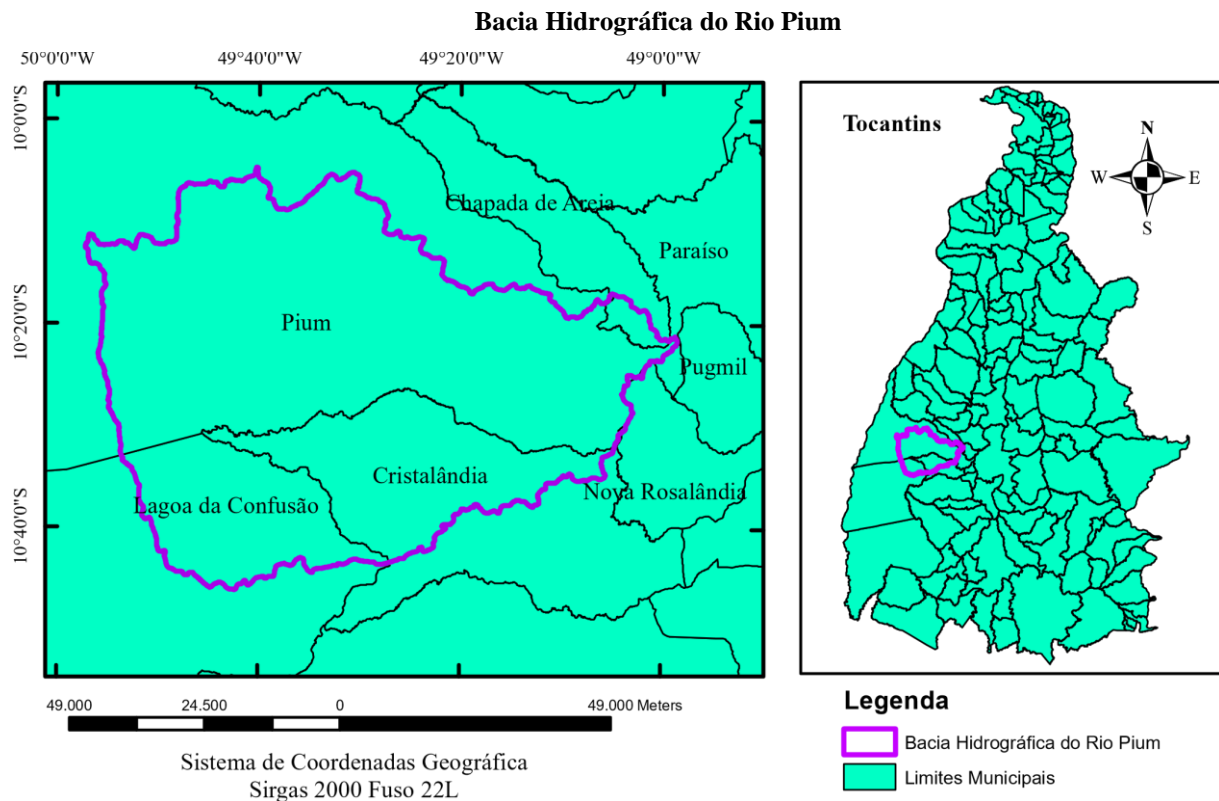 Bacia Hidrográfica do Rio Pium
50°0'0"W 49°40'0"W 49°20'0"W 49°0'0"W
10°0'0"S
10°20'0"S
10°40'0"S
Chapada de Areia
Paraíso
Pium
Pugmil
Cristalândia
Nova Rosalândia
Lagoa da Confusão
49.000 24.500 0 49.000 Meters
Sistema de Coordenadas Geográfica
Sirgas 2000 Fuso 22L
Tocantins
N
W E
S
Legenda
Bacia Hidrográfica do Rio Pium
Limites Municipais